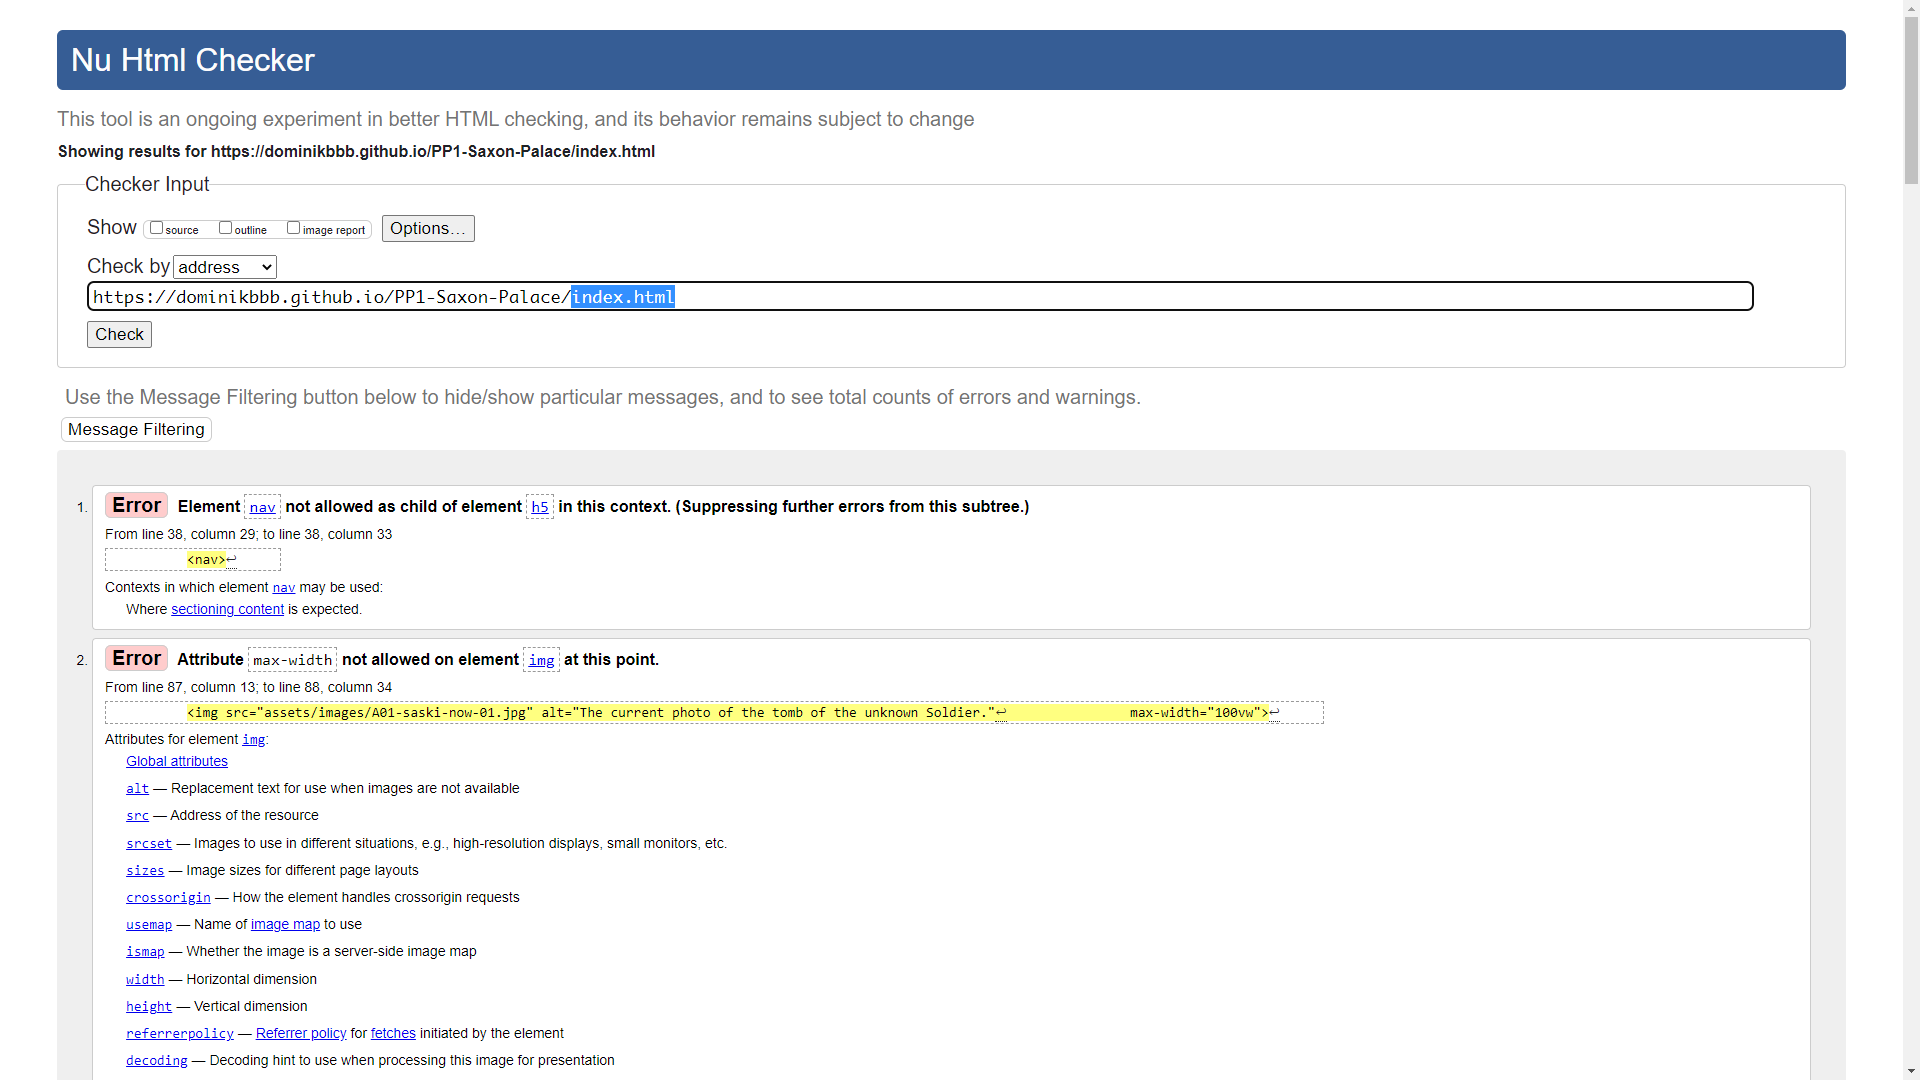 Nu Html Checker
This tool is an ongoing experiment in better HTML checking, and its behavior remains subject to change
Showing results for https://dominikbbb.github.io/PP1-Saxon-Palace/index.html
Checker Input
Show source outline image report Options…
Check by address
https://dominikbbb.github.io/PP1-Saxon-Palace/index.html
Check
Use the Message Filtering button below to hide/show particular messages, and to see total counts of errors and warnings.
Message Filtering
1. Error Element nav not allowed as child of element h5 in this context. (Suppressing further errors from this subtree.)
From line 38, column 29; to line 38, column 33
<nav>↩
Contexts in which element nav may be used:
Where sectioning content is expected.
2. Error Attribute max-width not allowed on element img at this point.
From line 87, column 13; to line 88, column 34
<img src="assets/images/A01-saski-now-01.jpg" alt="The current photo of the tomb of the unknown Soldier."↩ max-width="100vw">↩
Attributes for element img:
Global attributes
alt — Replacement text for use when images are not available
src — Address of the resource
srcset — Images to use in different situations, e.g., high-resolution displays, small monitors, etc.
sizes — Image sizes for different page layouts
crossorigin — How the element handles crossorigin requests
usemap — Name of image map to use
ismap — Whether the image is a server-side image map
width — Horizontal dimension
height — Vertical dimension
referrerpolicy — Referrer policy for fetches initiated by the element
decoding — Decoding hint to use when processing this image for presentation